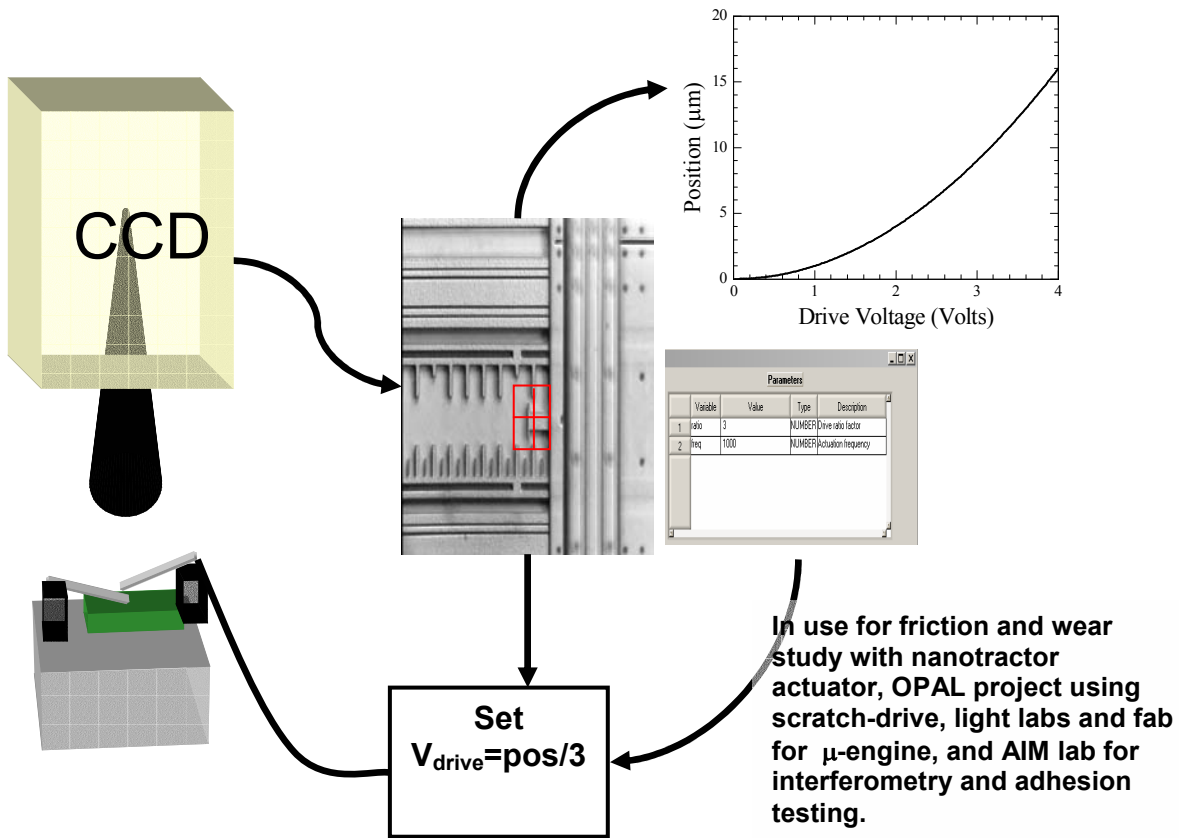 CCD
20
15
10
5
0
0
1
2
3
4
Position (μm)
Drive Voltage (Volts)
Parameters
Variable Value Type Description
1 ratio 3 NUMBER Drive ratio factor
2 freq 1000 NUMBER Actuation frequency
Set
Vdrive=pos/3
In use for friction and wear
study with nanotractor
actuator, OPAL project using
scratch-drive, light labs and fab
for μ-engine, and AIM lab for
interferometry and adhesion
testing.